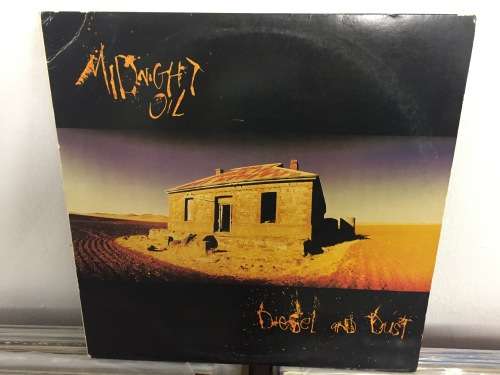 MIDNIGHT
OIL
DIESEL AND DUST